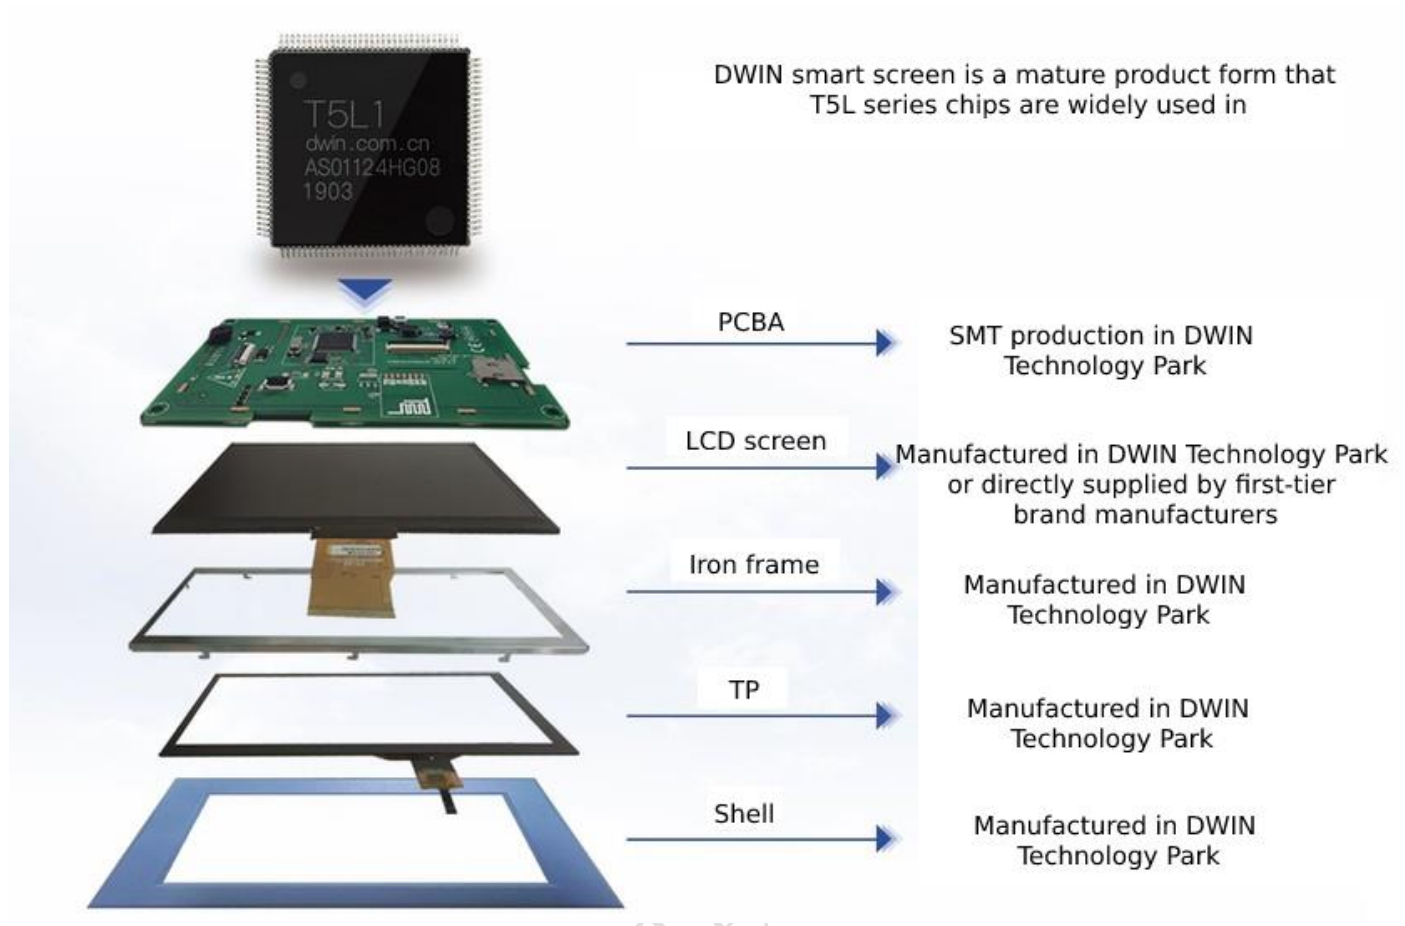 T5L1
dwin.com.cn
AS01124HG08
1903
DWIN smart screen is a mature product form that
T5L series chips are widely used in
PCBA
SMT production in DWIN
Technology Park
LCD screen
Manufactured in DWIN Technology Park
or directly supplied by first-tier
brand manufacturers
Iron frame
Manufactured in DWIN
Technology Park
TP
Manufactured in DWIN
Technology Park
Shell
Manufactured in DWIN
Technology Park